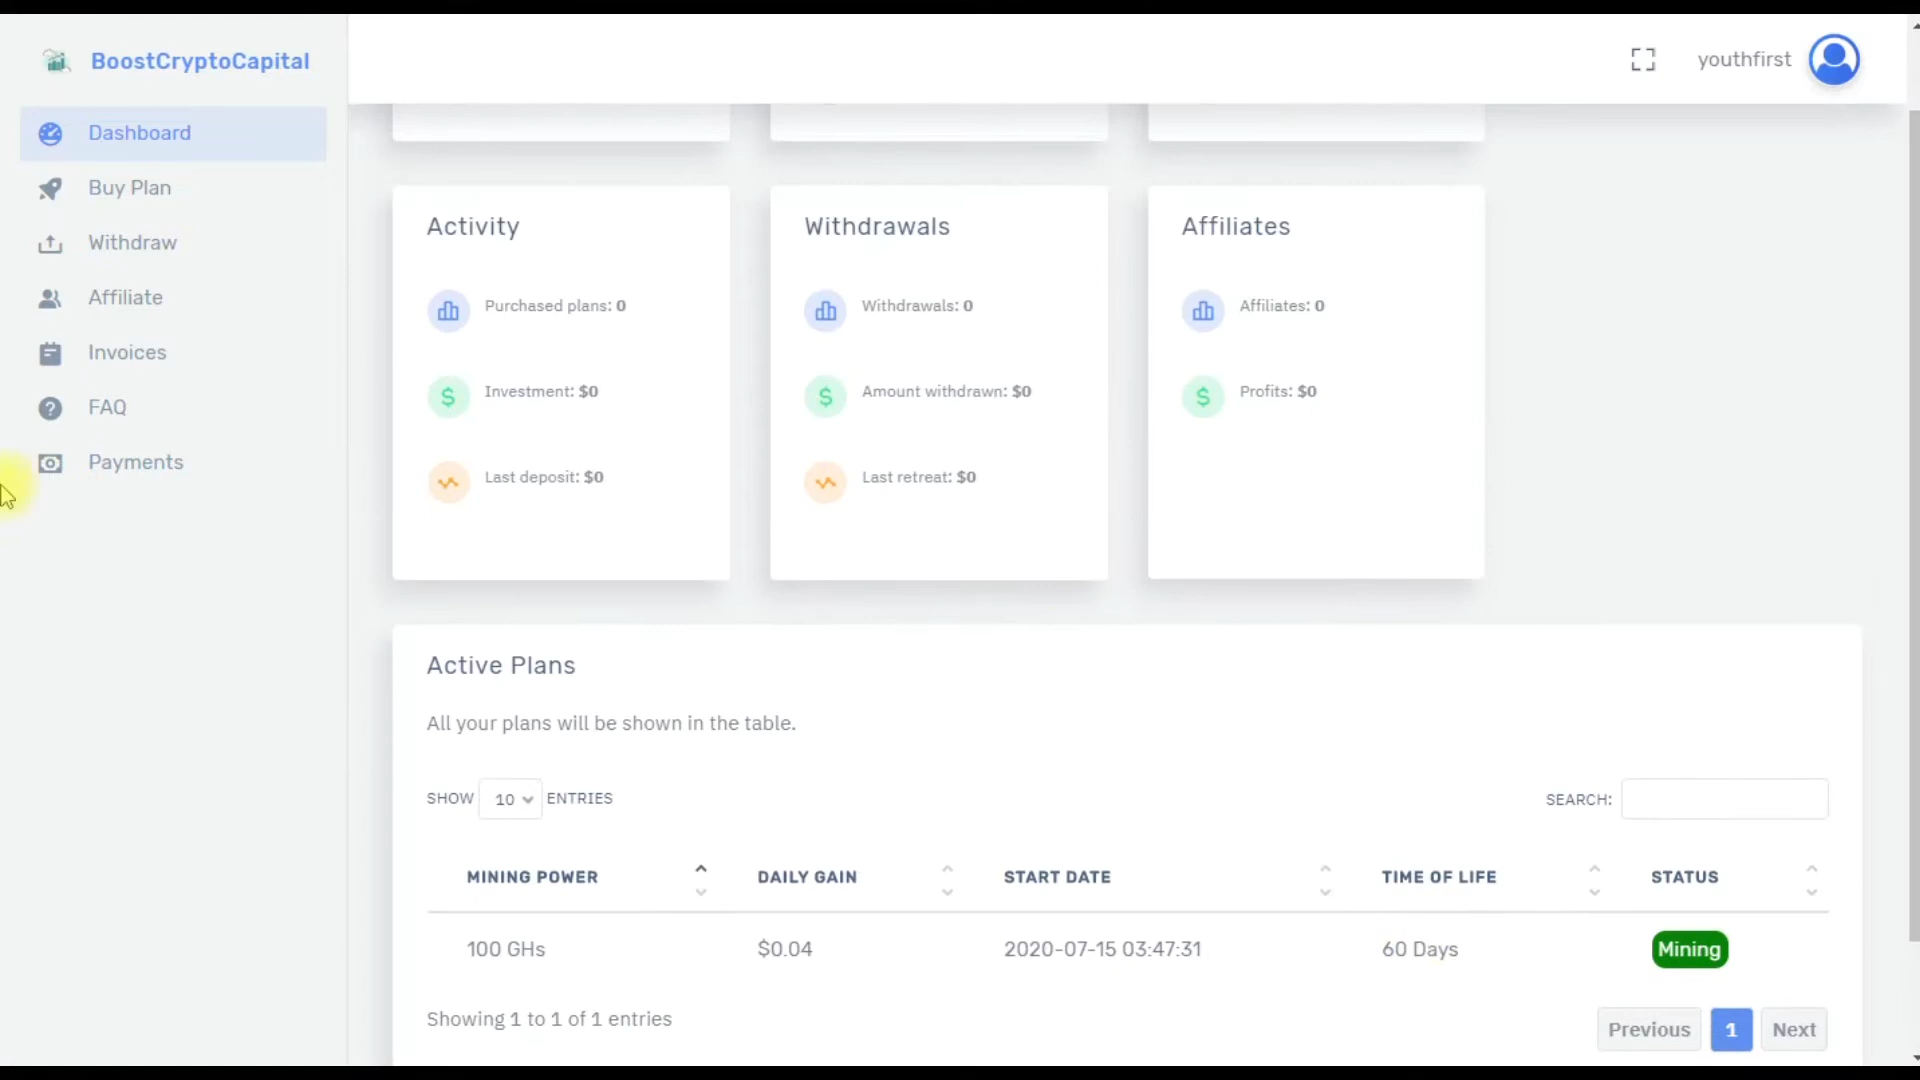 BoostCryptoCapital
youthfirst
Dashboard
Buy Plan
Withdraw
Affiliate
Invoices
FAQ
Payments
Activity
Purchased plans: 0
Investment: $0
Last deposit: $0
Withdrawals
Withdrawals: 0
Amount withdrawn: $0
Last retreat: $0
Affiliates
Affiliates: 0
Profits: $0
Active Plans
All your plans will be shown in the table.
SHOW 10 ENTRIES
SEARCH:
MINING POWER DAILY GAIN START DATE TIME OF LIFE STATUS
100 GHs $0.04 2020-07-15 03:47:31 60 Days Mining
Showing 1 to 1 of 1 entries
Previous 1 Next